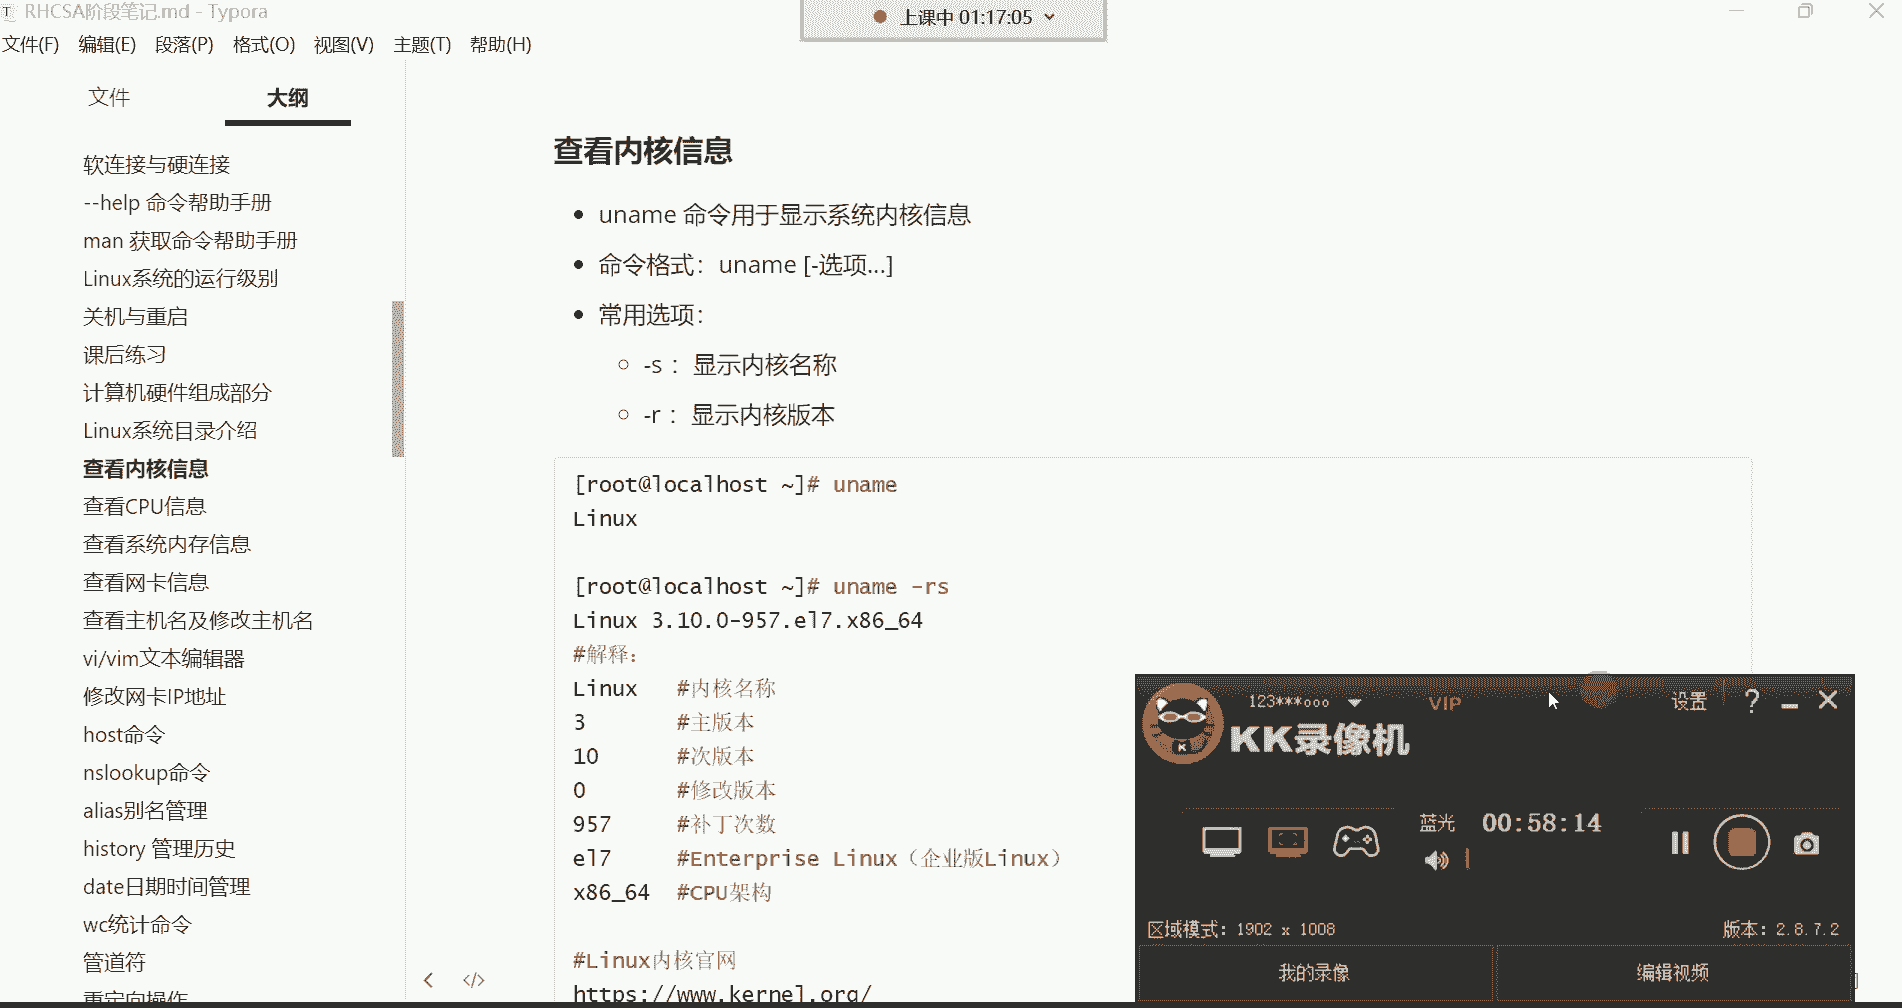 RHCSA阶段笔记.md - Typora
上课中 01:17:05
文件(F) 编辑(E) 段落(P) 格式(O) 视图(V) 主题(T) 帮助(H)
文件 大纲
软连接与硬连接
--help 命令帮助手册
man 获取命令帮助手册
Linux系统的运行级别
关机与重启
课后练习
计算机硬件组成部分
Linux系统目录介绍
查看内核信息
查看CPU信息
查看系统内存信息
查看网卡信息
查看主机名及修改主机名
vi/vim文本编辑器
修改网卡IP地址
host命令
nslookup命令
alias别名管理
history 管理历史
date日期时间管理
wc统计命令
管道符
重定向操作
查看内核信息
uname 命令用于显示系统内核信息
命令格式：uname [-选项...]
常用选项：
-s ：显示内核名称
-r ：显示内核版本
[root@localhost ~]# uname
Linux
[root@localhost ~]# uname -rs
Linux 3.10.0-957.el7.x86_64
#解释：
Linux #内核名称
3 #主版本
10 #次版本
0 #修改版本
957 #补丁次数
el7 #Enterprise Linux（企业版Linux）
x86_64 #CPU架构
#Linux内核官网
https://www.kernel.org/
123***ooo VIP 设置
KK录像机
蓝光 00:58:14
区域模式：1902 x 1008 版本：2.8.7.2
我的录像 编辑视频